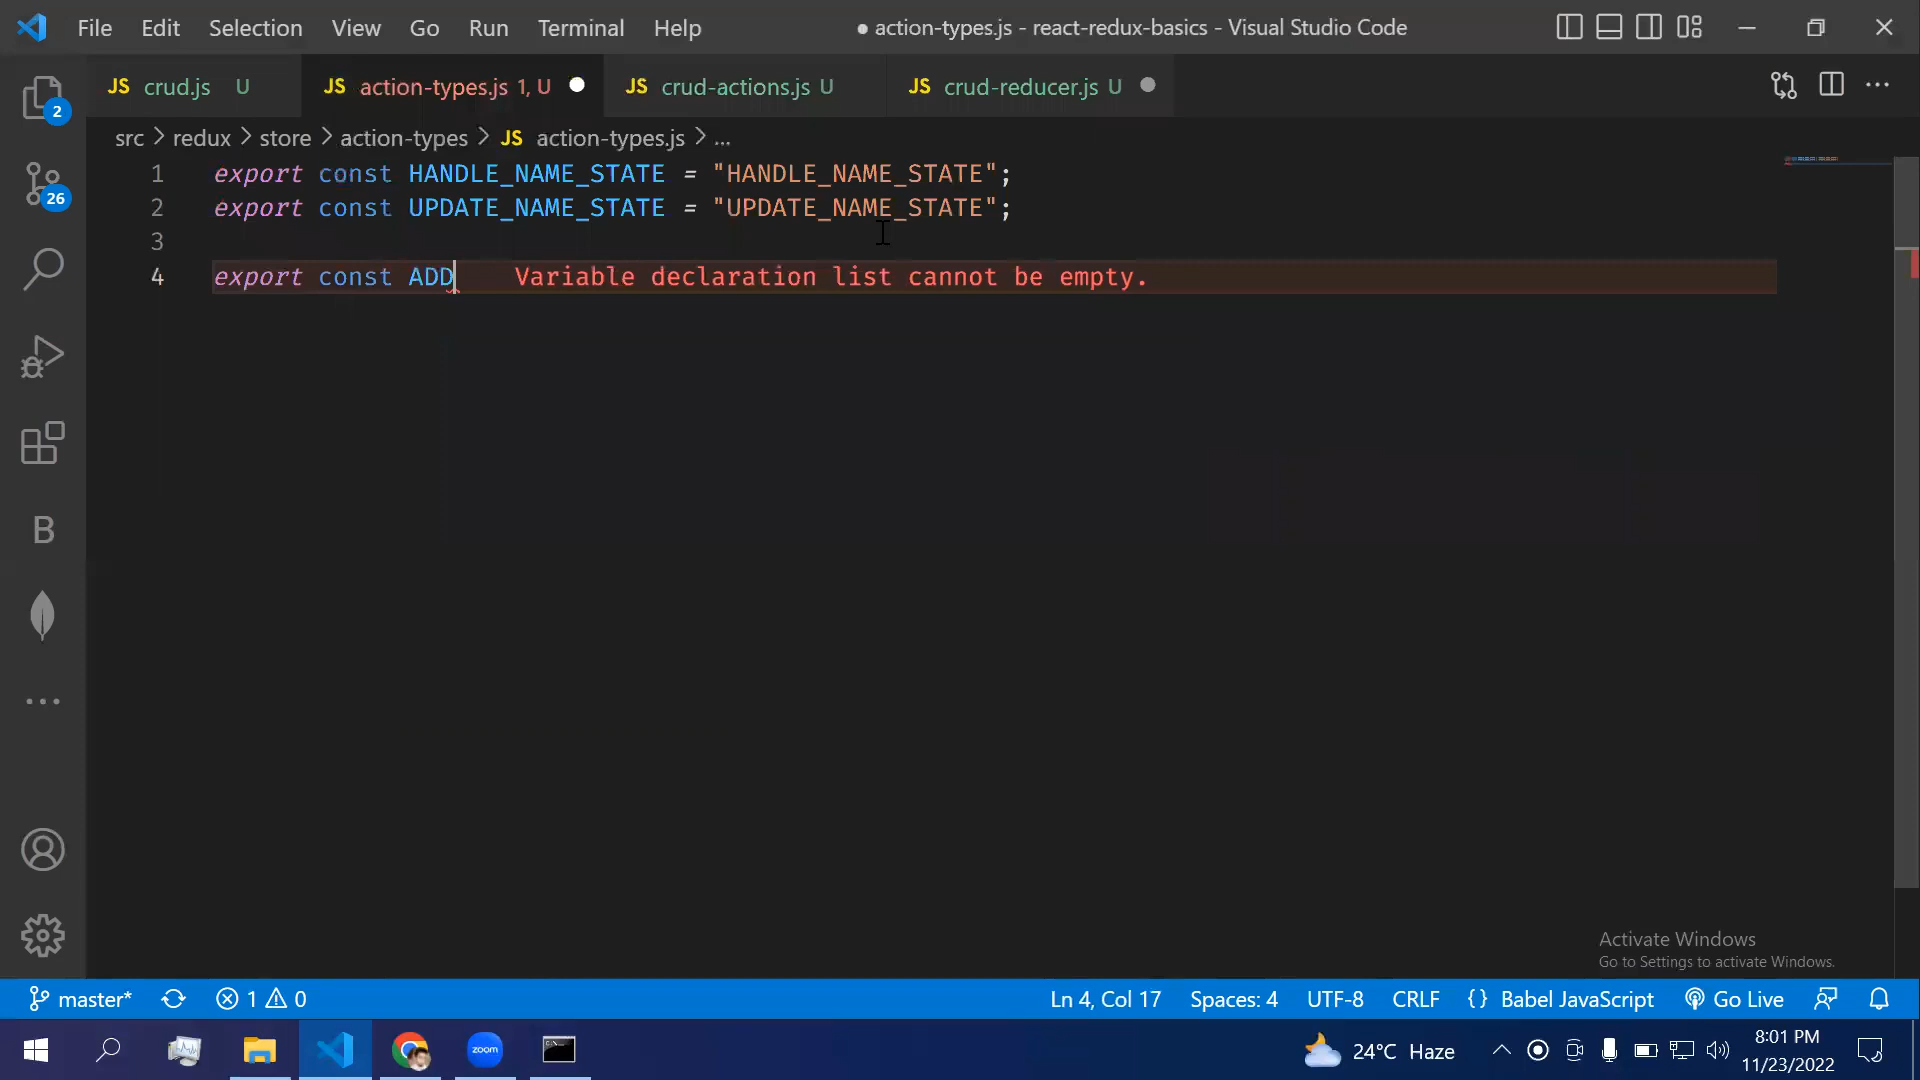 File Edit Selection View Go Run Terminal Help ● action-types.js - react-redux-basics - Visual Studio Code
JS crud.js U JS action-types.js 1, U JS crud-actions.js U JS crud-reducer.js U
src > redux > store > action-types > JS action-types.js > ...
1 export const HANDLE_NAME_STATE = "HANDLE_NAME_STATE";
2 export const UPDATE_NAME_STATE = "UPDATE_NAME_STATE";
3
4 export const ADD Variable declaration list cannot be empty.
2
26
B
Activate Windows
Go to Settings to activate Windows.
master* 1 0 Ln 4, Col 17 Spaces: 4 UTF-8 CRLF {} Babel JavaScript Go Live
zoom 24°C Haze 8:01 PM
11/23/2022